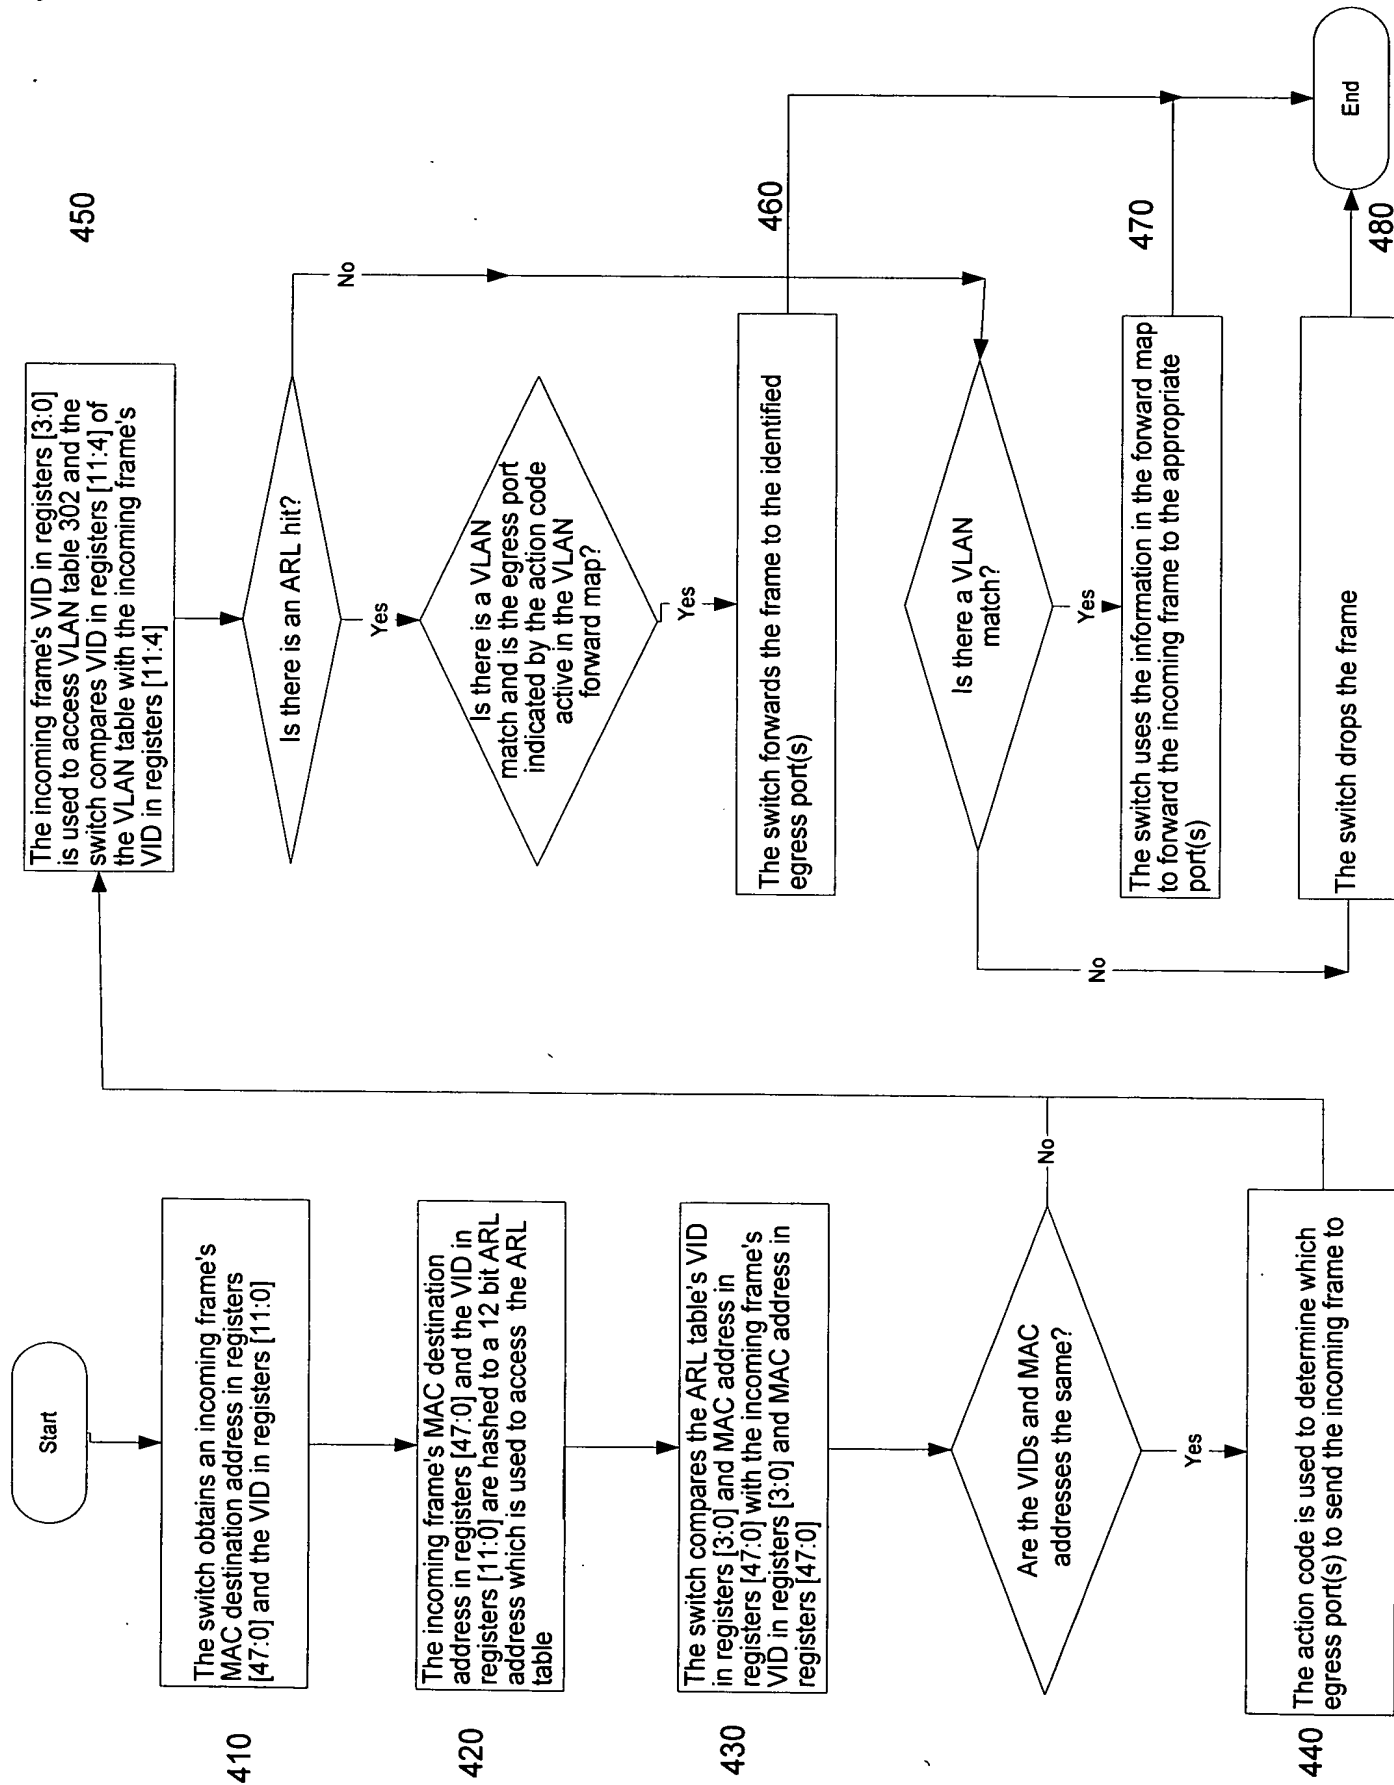 Start
410
The switch obtains an incoming frame's
MAC destination address in registers
[47:0] and the VID in registers [11:0]
420
The incoming frame's MAC destination
address in registers [47:0] and the VID in
registers [11:0] are hashed to a 12 bit ARL
address which is used to access the ARL
table
430
The switch compares the ARL table's VID
in registers [3:0] and MAC address in
registers [47:0] with the incoming frame's
VID in registers [3:0] and MAC address in
registers [47:0]
Are the VIDs and MAC
addresses the same?
No
Yes
440
The action code is used to determine which
egress port(s) to send the incoming frame to
450
The incoming frame's VID in registers [3:0]
is used to access VLAN table 302 and the
switch compares VID in registers [11:4] of
the VLAN table with the incoming frame's
VID in registers [11:4]
Is there is an ARL hit?
No
Yes
Is there is a VLAN
match and is the egress port
indicated by the action code
active in the VLAN
forward map?
Yes
460
The switch forwards the frame to the identified
egress port(s)
Is there is a VLAN
match?
Yes
No
470
The switch uses the information in the forward map
to forward the incoming frame to the appropriate
port(s)
480
The switch drops the frame
End